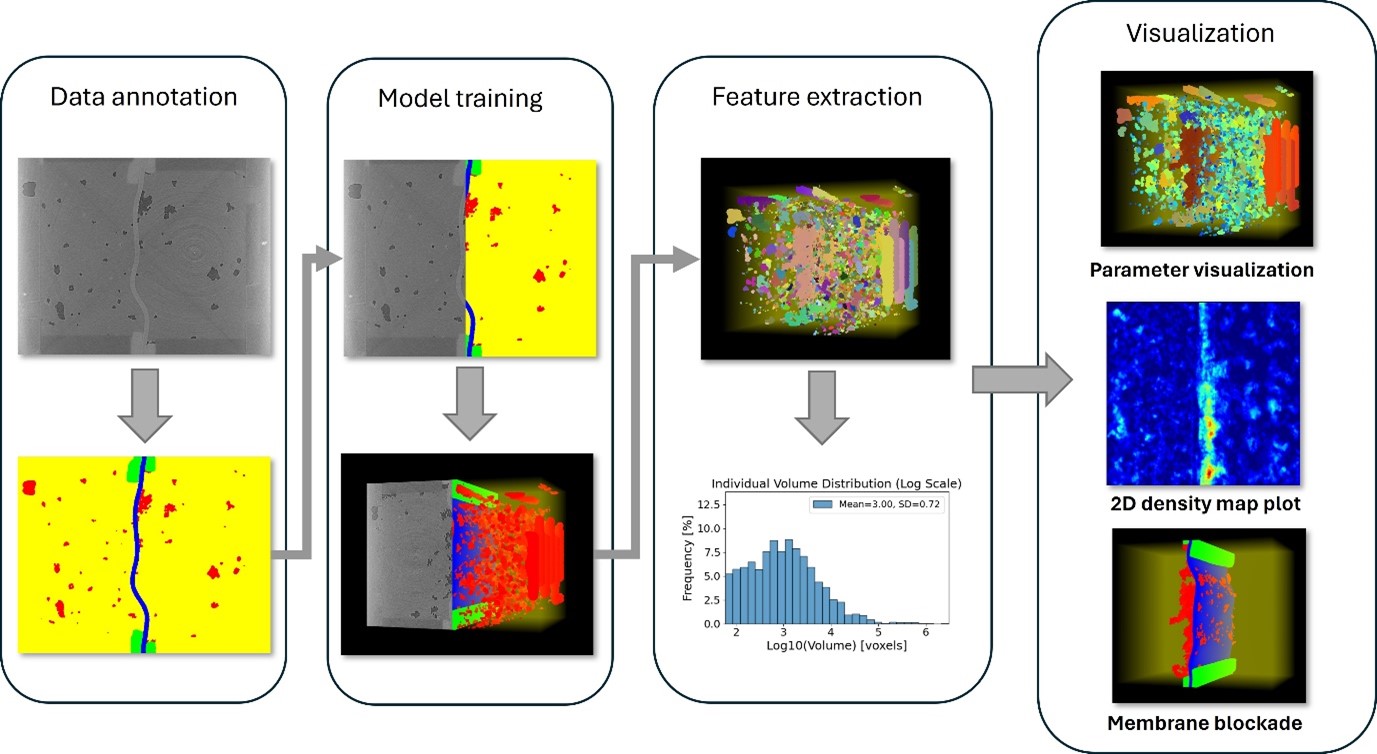 Data annotation
Model training
Feature extraction
Individual Volume Distribution (Log Scale)
Mean=3.00, SD=0.72
Frequency [%]
12.5
10.0
7.5
5.0
2.5
0.0
2 3 4 5 6
Log10(Volume) [voxels]
Visualization
Parameter visualization
2D density map plot
Membrane blockade